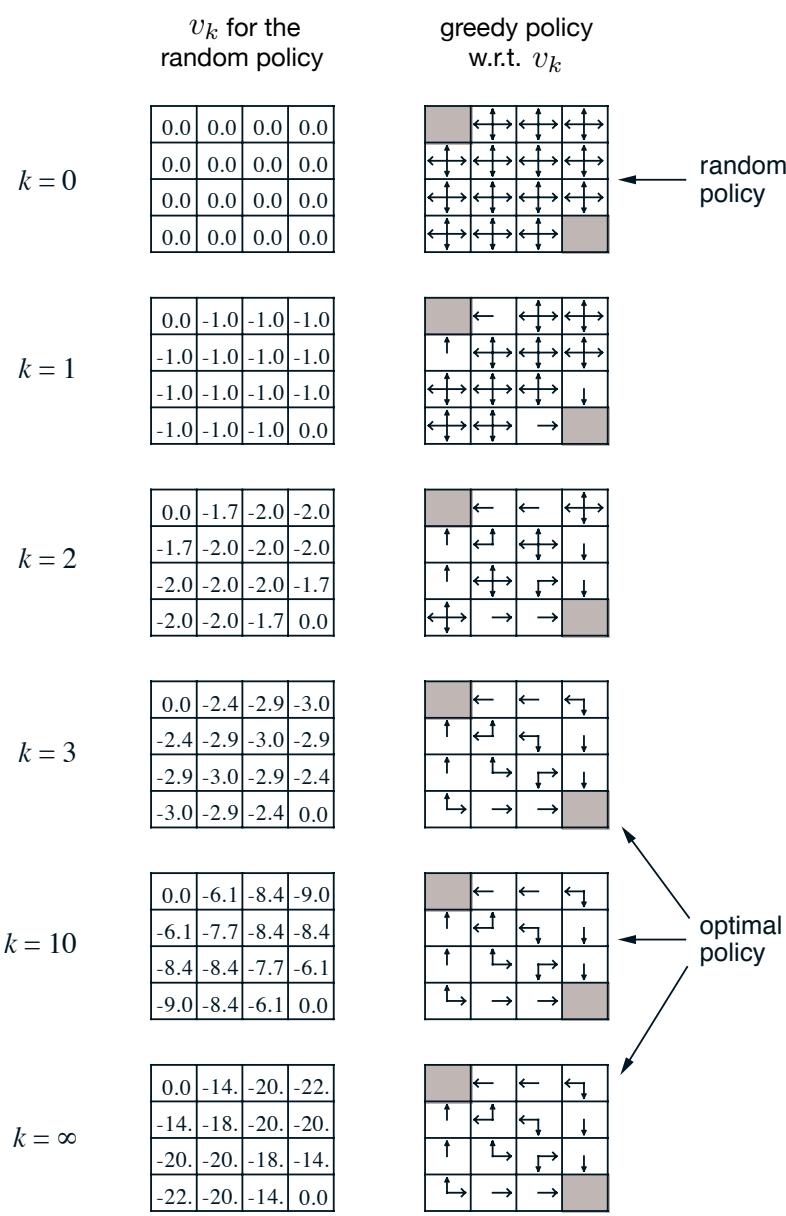 v_k for the
random policy
greedy policy
w.r.t. v_k
k = 0
0.0 0.0 0.0 0.0
0.0 0.0 0.0 0.0
0.0 0.0 0.0 0.0
0.0 0.0 0.0 0.0
random
policy
k = 1
0.0 -1.0 -1.0 -1.0
-1.0 -1.0 -1.0 -1.0
-1.0 -1.0 -1.0 -1.0
-1.0 -1.0 -1.0 0.0
k = 2
0.0 -1.7 -2.0 -2.0
-1.7 -2.0 -2.0 -2.0
-2.0 -2.0 -2.0 -1.7
-2.0 -2.0 -1.7 0.0
k = 3
0.0 -2.4 -2.9 -3.0
-2.4 -2.9 -3.0 -2.9
-2.9 -3.0 -2.9 -2.4
-3.0 -2.9 -2.4 0.0
k = 10
0.0 -6.1 -8.4 -9.0
-6.1 -7.7 -8.4 -8.4
-8.4 -8.4 -7.7 -6.1
-9.0 -8.4 -6.1 0.0
optimal
policy
k = ∞
0.0 -14. -20. -22.
-14. -18. -20. -20.
-20. -20. -18. -14.
-22. -20. -14. 0.0